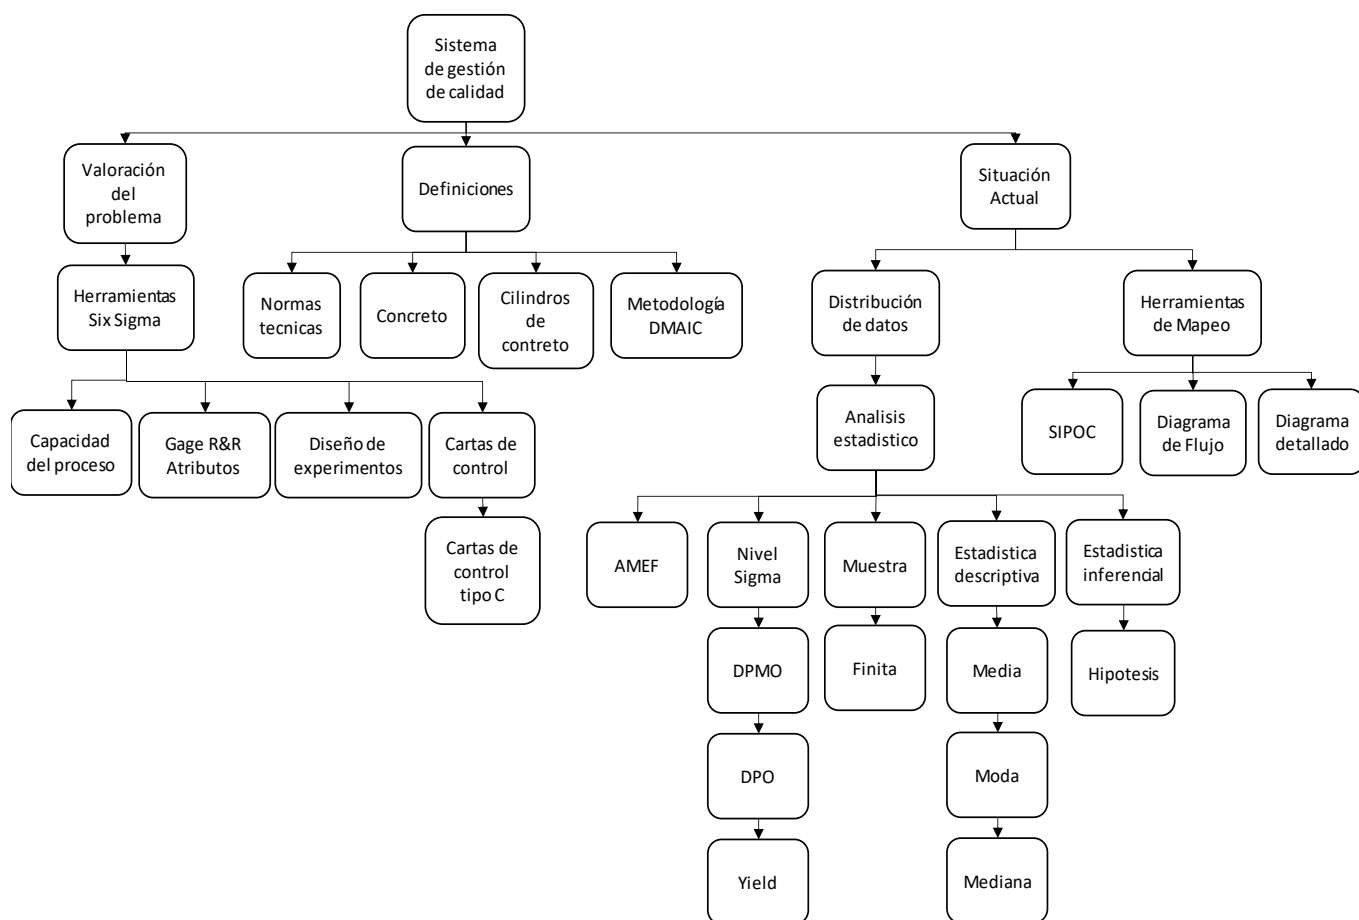 Sistema
de gestión
de calidad
Valoración
del
problema
Definiciones
Situación
Actual
Herramientas
Six Sigma
Normas
tecnicas
Concreto
Cilindros
de
contreto
Metodología
DMAIC
Distribución
de datos
Herramientas
de Mapeo
Capacidad
del proceso
Gage R&R
Atributos
Diseño de
experimentos
Cartas de
control
Analisis
estadistico
SIPOC
Diagrama
de Flujo
Diagrama
detallado
Cartas de
control
tipo C
AMEF
Nivel
Sigma
Muestra
Estadistica
descriptiva
Estadistica
inferencial
DPMO
Finita
Media
Hipotesis
DPO
Moda
Yield
Mediana